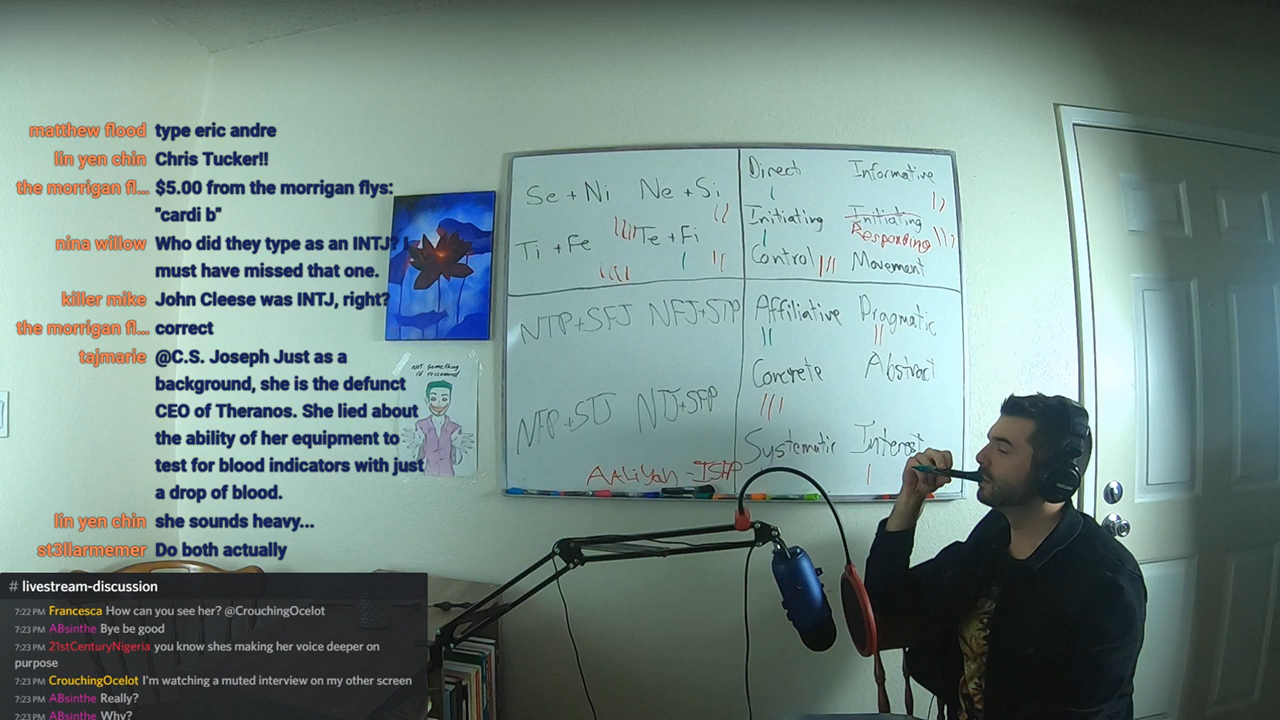 matthew flood type eric andre
lin yen chin Chris Tucker!!
the morrigan fl... $5.00 from the morrigan flys:
"cardi b"
nina willow Who did they type as an INTJ? I
must have missed that one.
killer mike John Cleese was INTJ, right?
the morrigan fl... correct
tajmarie @C.S. Joseph Just as a
background, she is the defunct
CEO of Theranos. She lied about
the ability of her equipment to
test for blood indicators with just
a drop of blood.
lin yen chin she sounds heavy...
st3llarmemer Do both actually
# livestream-discussion
7:22 PM Francesca How can you see her? @CrouchingOcelot
7:23 PM ABsinthe Bye be good
7:23 PM 21stCenturyNigeria you know shes making her voice deeper on
purpose
7:23 PM CrouchingOcelot I'm watching a muted interview on my other screen
7:23 PM ABsinthe Really?
7:23 PM ABsinthe Why?
NOT something
I'd recommend
Se + Ni Ne + Si
Ti + Fe Te + Fi
NTP+SFJ NFJ+STP
NFP+STJ NTJ+SFP
Aaliyah - ISFP
Direct Informative
Initiating Initiating
Responding
Control Movement
Affiliative Pragmatic
Concrete Abstract
Systematic Interest